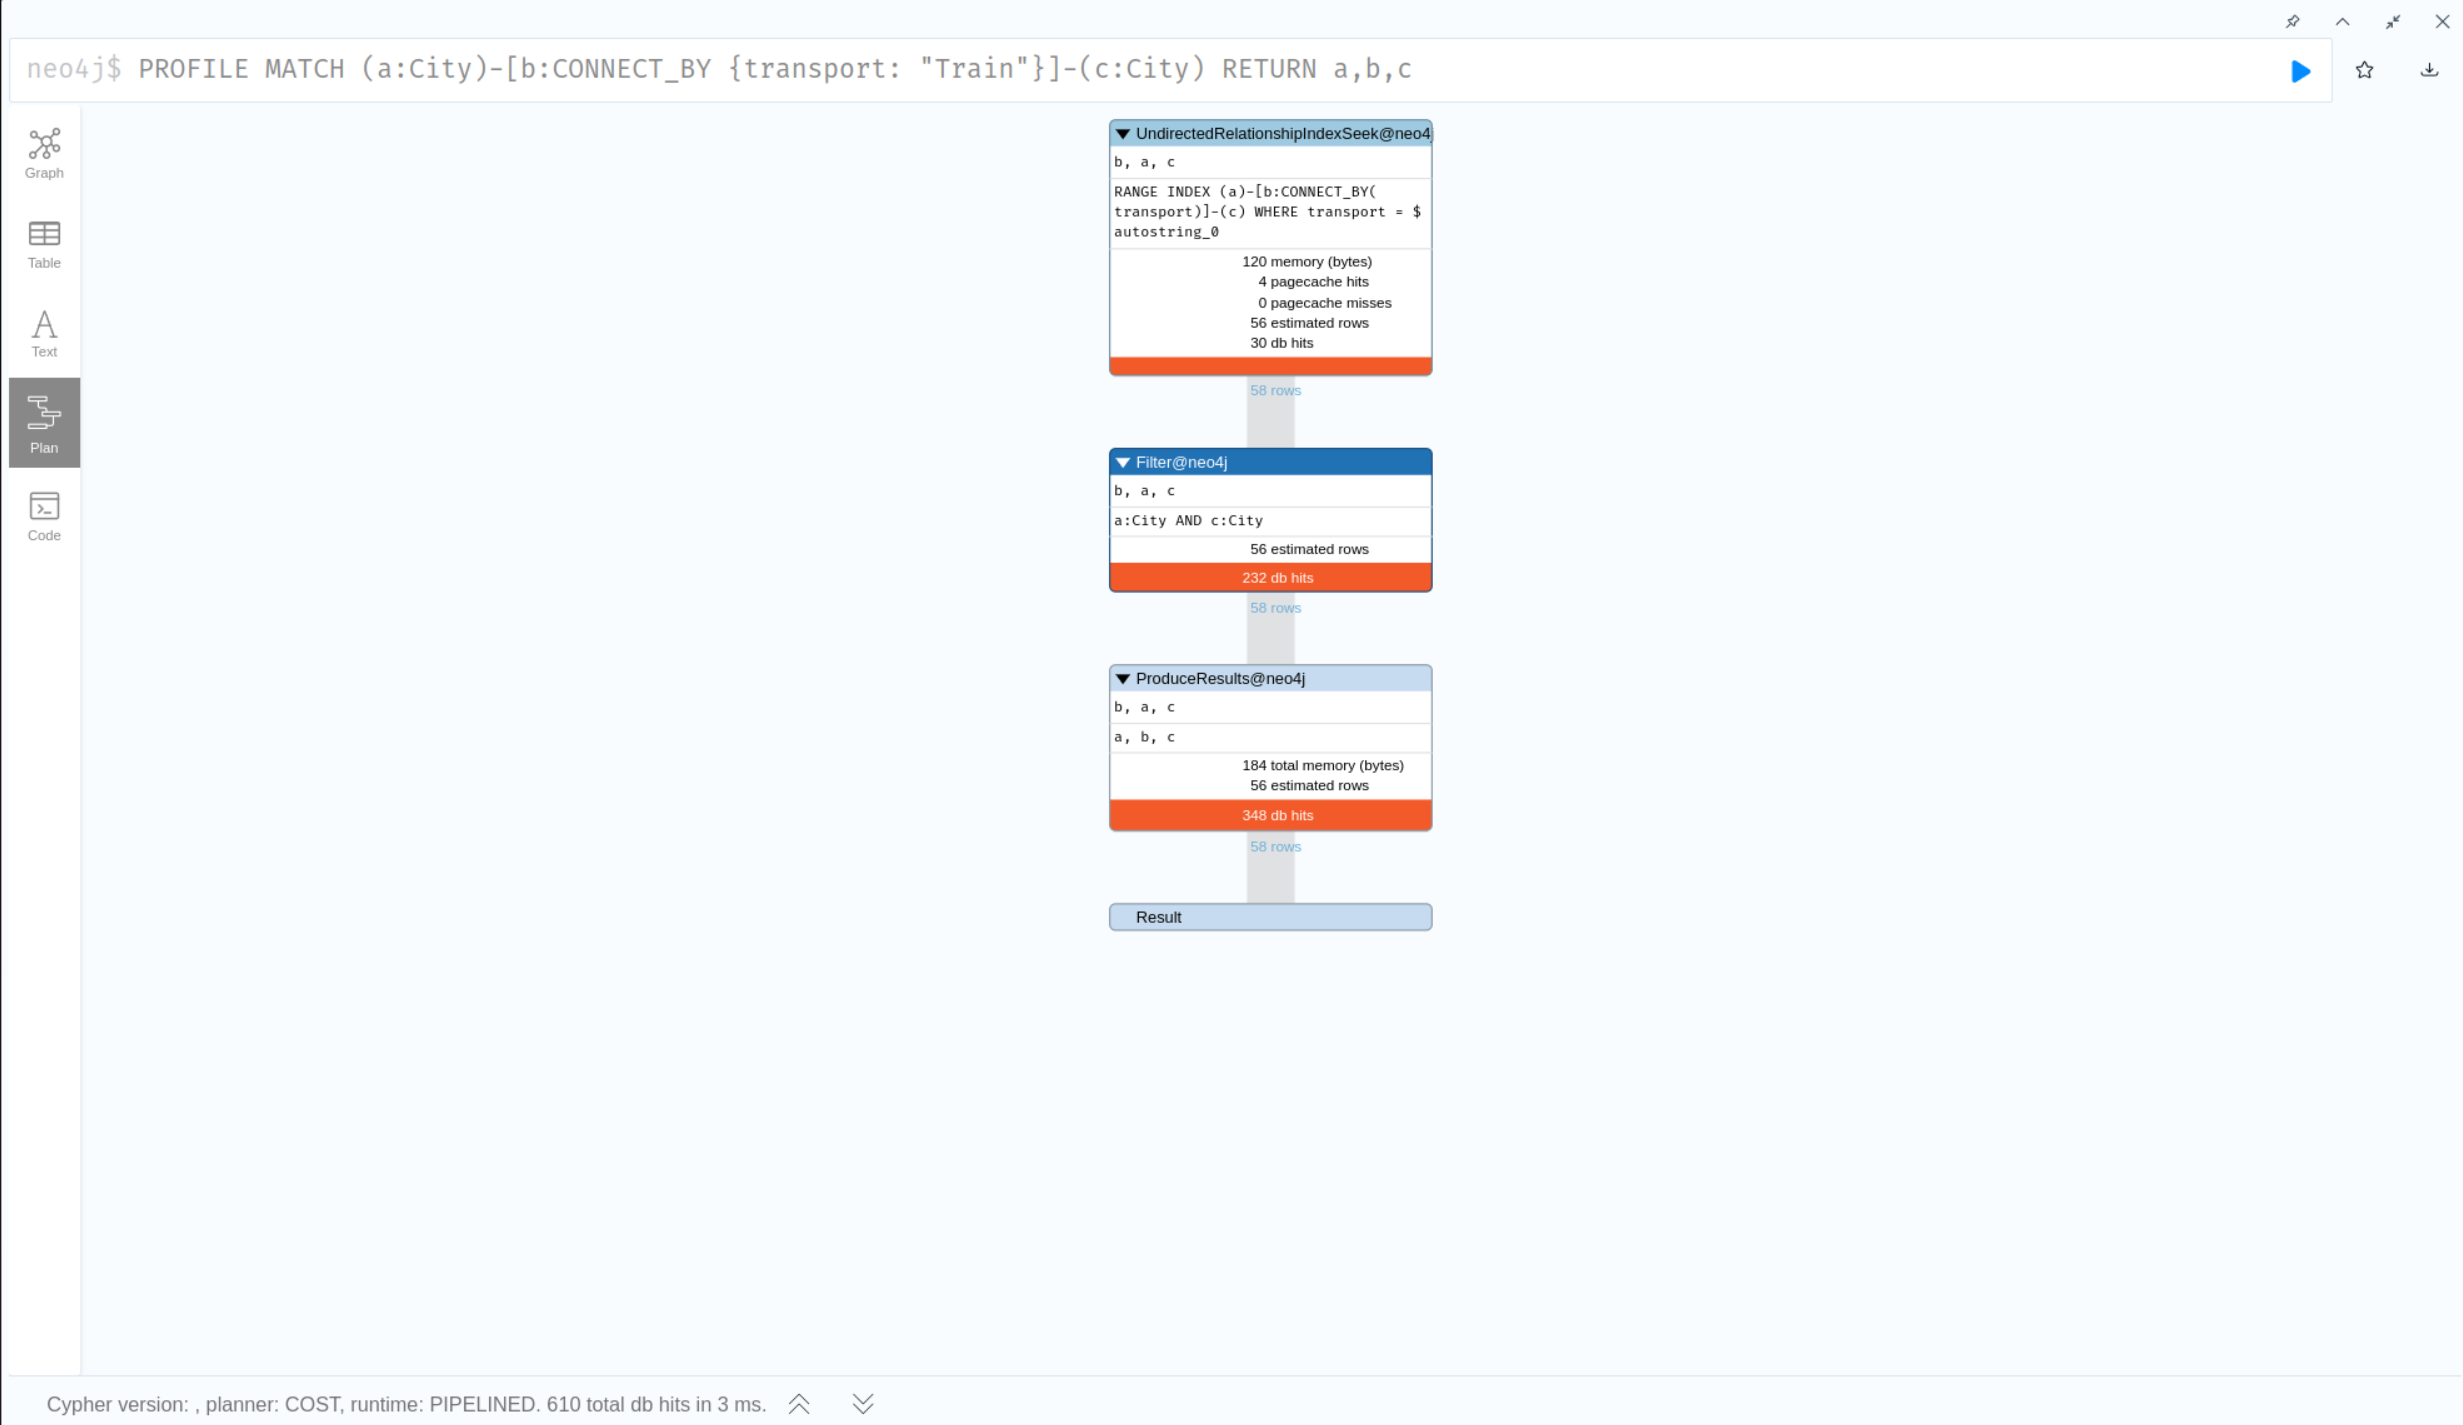 neo4j$ PROFILE MATCH (a:City)-[b:CONNECT_BY {transport: "Train"}]-(c:City) RETURN a,b,c
Graph
Table
Text
Plan
Code
UndirectedRelationshipIndexSeek@neo4j
b, a, c
RANGE INDEX (a)-[b:CONNECT_BY(
transport)]-(c) WHERE transport = $
autostring_0
120 memory (bytes)
4 pagecache hits
0 pagecache misses
56 estimated rows
30 db hits
58 rows
Filter@neo4j
b, a, c
a:City AND c:City
56 estimated rows
232 db hits
58 rows
ProduceResults@neo4j
b, a, c
a, b, c
184 total memory (bytes)
56 estimated rows
348 db hits
58 rows
Result
Cypher version: , planner: COST, runtime: PIPELINED. 610 total db hits in 3 ms.